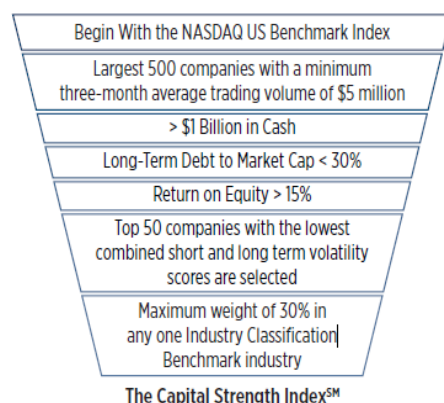 Begin With the NASDAQ US Benchmark Index
Largest 500 companies with a minimum
three-month average trading volume of $5 million
> $1 Billion in Cash
Long-Term Debt to Market Cap < 30%
Return on Equity > 15%
Top 50 companies with the lowest
combined short and long term volatility
scores are selected
Maximum weight of 30% in
any one Industry Classification
Benchmark industry
The Capital Strength Index℠